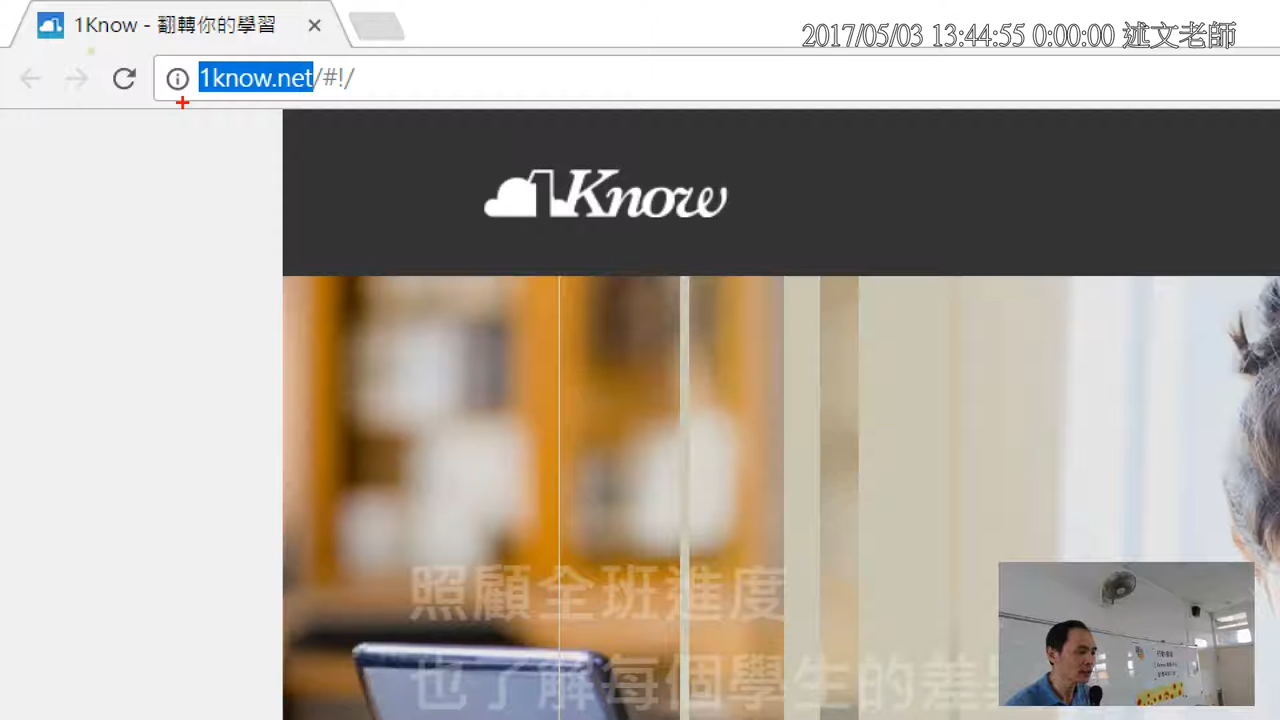 1Know - 翻轉你的學習
2017/05/03 13:44:55 0:00:00 述文老師
1know.net/#!/
1Know
照顧全班進度
也了解每個學生的差